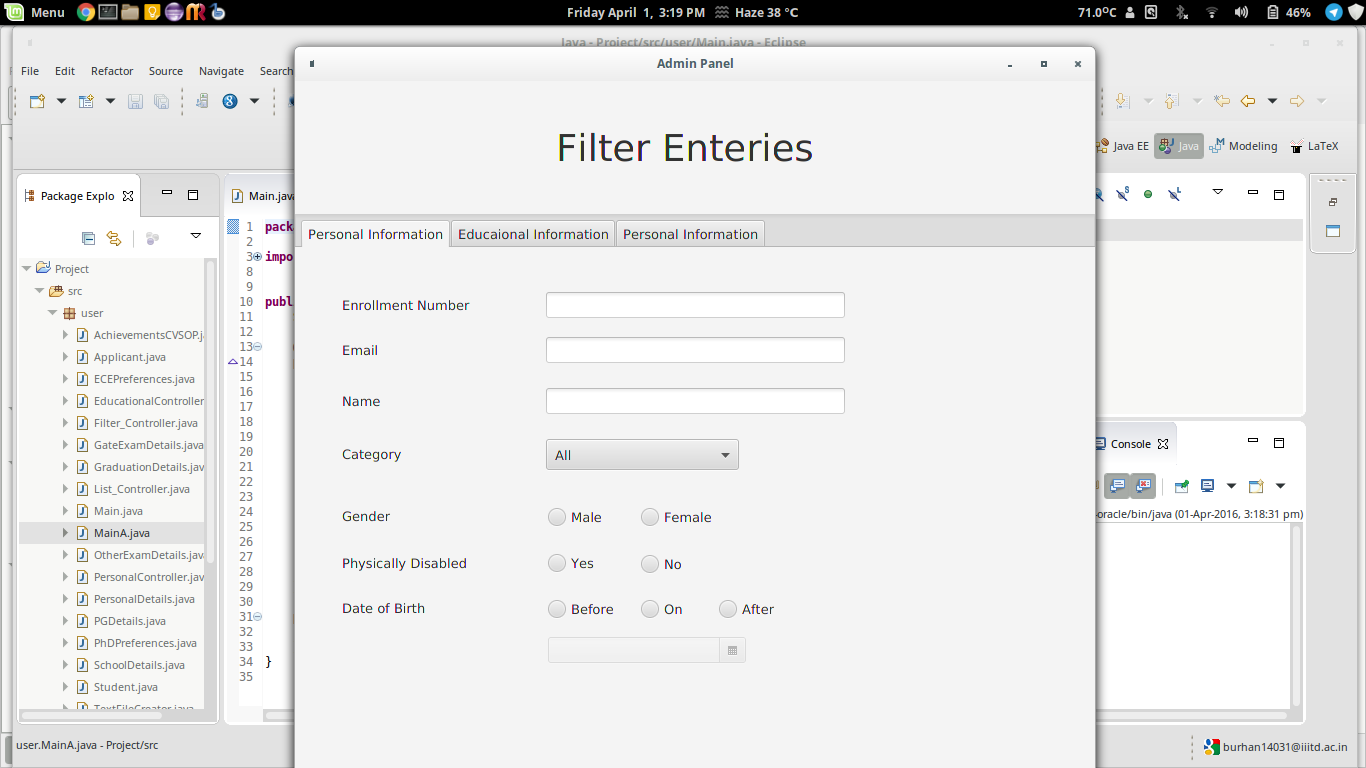 Menu Friday April 1, 3:19 PM Haze 38 °C 71.0°C 46%
Java - Project/src/user/Main.java - Eclipse
File Edit Refactor Source Navigate Search
Admin Panel
Filter Enteries
Java EE Java Modeling LaTeX
Package Explo
Main.java
Personal Information Educaional Information Personal Information
1 pack
2
3 impo
8
9
10 publ
11
12
13
14
15
16
17
18
19
20
21
22
23
24
25
26
27
28
29
30
31
32
33
34 }
35
Project
src
user
AchievementsCVSOP.j
Applicant.java
ECEPreferences.java
EducationalController
Filter_Controller.java
GateExamDetails.java
GraduationDetails.java
List_Controller.java
Main.java
MainA.java
OtherExamDetails.jav
PersonalController.jav
PersonalDetails.java
PGDetails.java
PhDPreferences.java
SchoolDetails.java
Student.java
TextFileCreator.java
Enrollment Number
Email
Name
Category All
Gender Male Female
Physically Disabled Yes No
Date of Birth Before On After
Console
-oracle/bin/java (01-Apr-2016, 3:18:31 pm)
user.MainA.java - Project/src
burhan14031@iiitd.ac.in